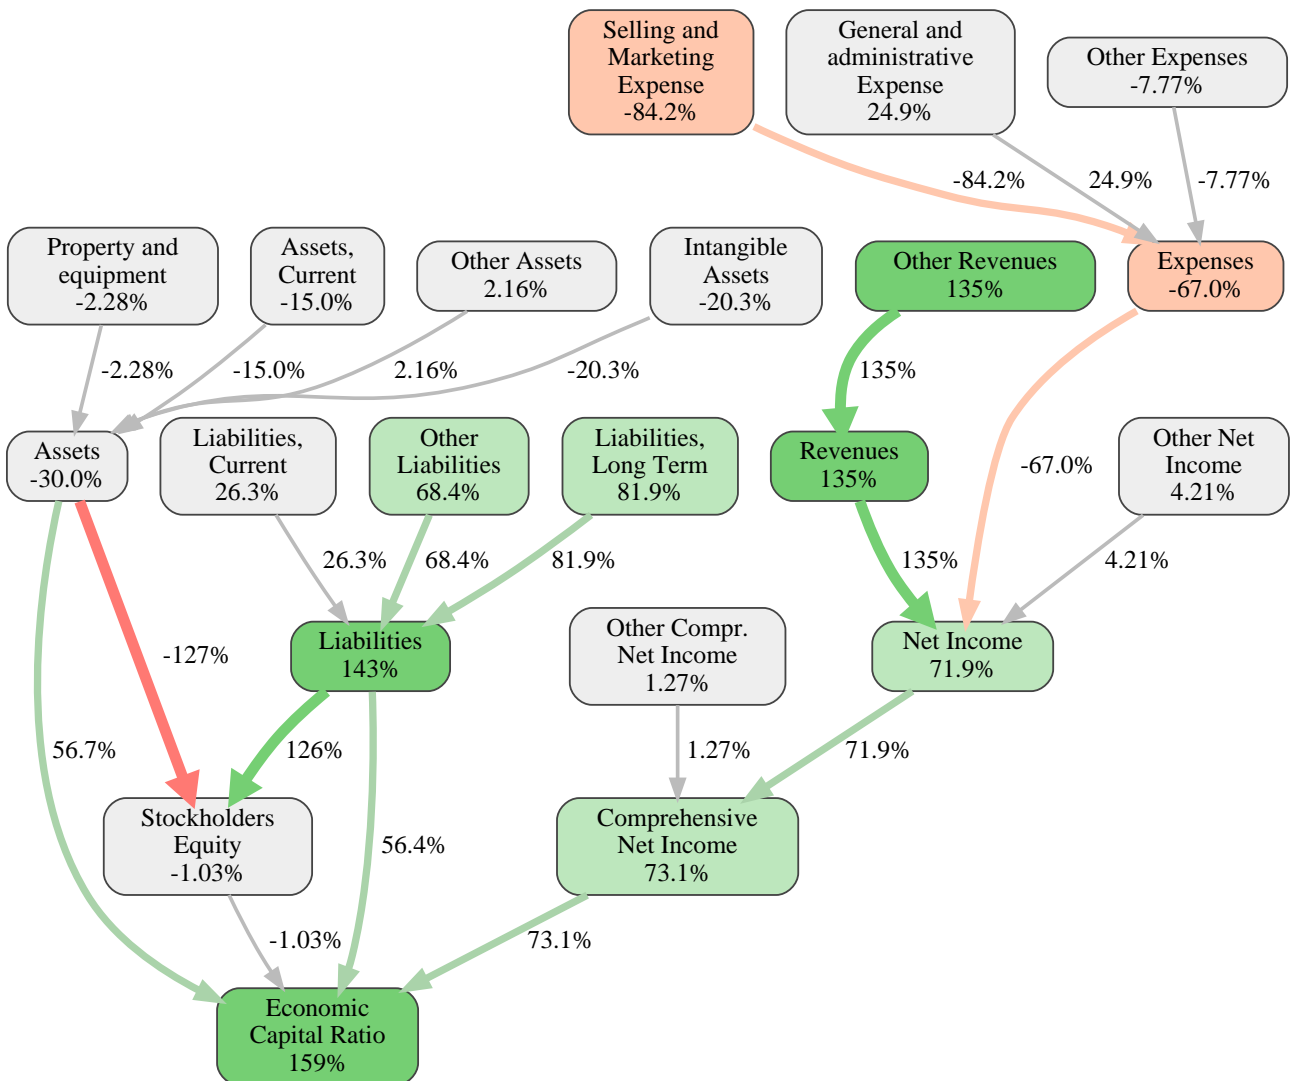 Selling and
Marketing
Expense
-84.2%
General and
administrative
Expense
24.9%
Other Expenses
-7.77%
-84.2%
24.9%
-7.77%
Property and
equipment
-2.28%
Assets,
Current
-15.0%
Other Assets
2.16%
Intangible
Assets
-20.3%
Other Revenues
135%
Expenses
-67.0%
-2.28%
-15.0%
2.16%
-20.3%
135%
Assets
-30.0%
Liabilities,
Current
26.3%
Other
Liabilities
68.4%
Liabilities,
Long Term
81.9%
Revenues
135%
-67.0%
Other Net
Income
4.21%
26.3%
68.4%
81.9%
135%
4.21%
-127%
Liabilities
143%
Other Compr.
Net Income
1.27%
Net Income
71.9%
56.7%
126%
1.27%
71.9%
Stockholders
Equity
-1.03%
56.4%
Comprehensive
Net Income
73.1%
-1.03%
73.1%
Economic
Capital Ratio
159%